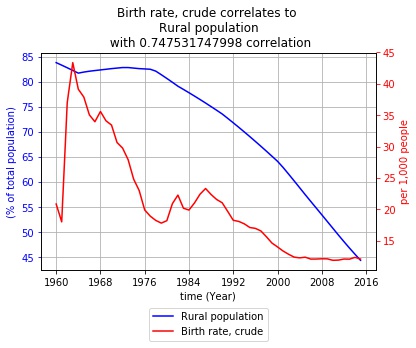 Birth rate, crude correlates to
Rural population
with 0.747531747998 correlation
85
80
75
70
65
60
55
50
45
(% of total population)
45
40
35
30
25
20
15
per 1,000 people
1960 1968 1976 1984 1992 2000 2008 2016
time (Year)
Rural population
Birth rate, crude